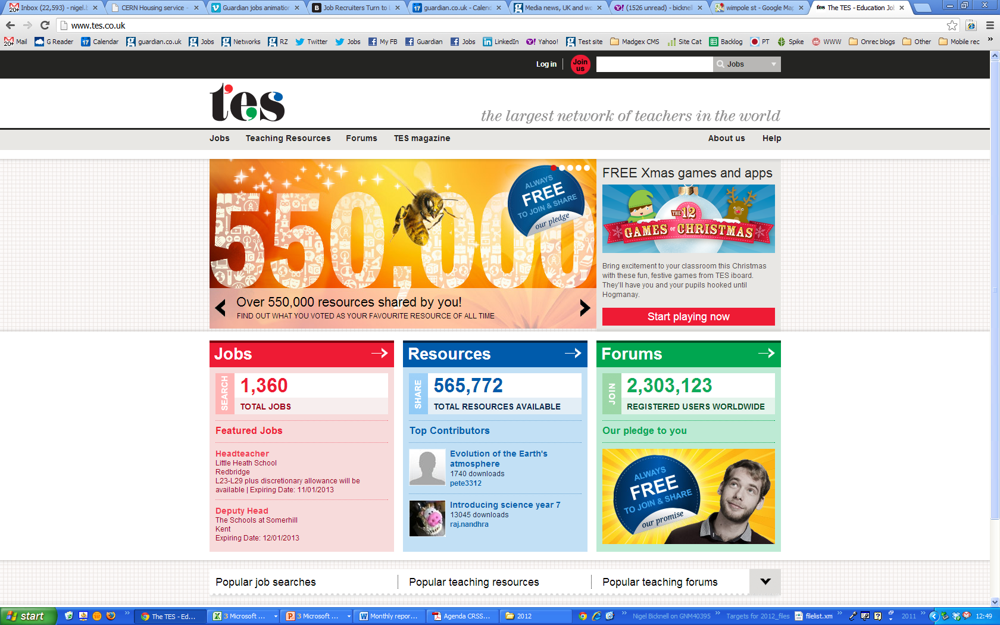 Inbox (22,593) - nigel.b
CERN Housing service -
Guardian jobs animation
Job Recruiters Turn to
guardian.co.uk - Calenc
Media news, UK and wo
Y! (1526 unread) - bicknell
wimpole st - Google Map
The TES - Education Jo
www.tes.co.uk
Mail G Reader Calendar guardian.co.uk Jobs Networks RZ Twitter Jobs My FB Guardian Jobs LinkedIn Yahoo! Test site Madgex CMS Site Cat Backlog PT Spike WWW Onrec blogs Other Mobile rec
Log in
Join us
Jobs
tes
the largest network of teachers in the world
Jobs Teaching Resources Forums TES magazine About us Help
550,000
ALWAYS
FREE
TO JOIN & SHARE
our pledge
Over 550,000 resources shared by you!
FIND OUT WHAT YOU VOTED AS YOUR FAVOURITE RESOURCE OF ALL TIME
FREE Xmas games and apps
THE 12
GAMES OF CHRISTMAS
Bring excitement to your classroom this Christmas
with these fun, festive games from TES iboard.
They'll have you and your pupils hooked until
Hogmanay.
Start playing now
Jobs
SEARCH
1,360
TOTAL JOBS
Featured Jobs
Headteacher
Little Heath School
Redbridge
L23-L29 plus discretionary allowance will be
available | Expiring Date: 11/01/2013
Deputy Head
The Schools at Somerhill
Kent
Expiring Date: 12/01/2013
Resources
SHARE
565,772
TOTAL RESOURCES AVAILABLE
Top Contributors
Evolution of the Earth's
atmosphere
1740 downloads
pete3312
Introducing science year 7
13045 downloads
raj.nandhra
Forums
JOIN
2,303,123
REGISTERED USERS WORLDWIDE
Our pledge to you
ALWAYS
FREE
TO JOIN & SHARE
our promise
Popular job searches
Popular teaching resources
Popular teaching forums
start
The TES - Ed...
3 Microsoft ...
3 Microsoft ...
Monthly repor...
Agenda CRSS...
2012
Nigel Bicknell on GNM40395
Targets for 2012_files
filelist.xm
2011
12:49